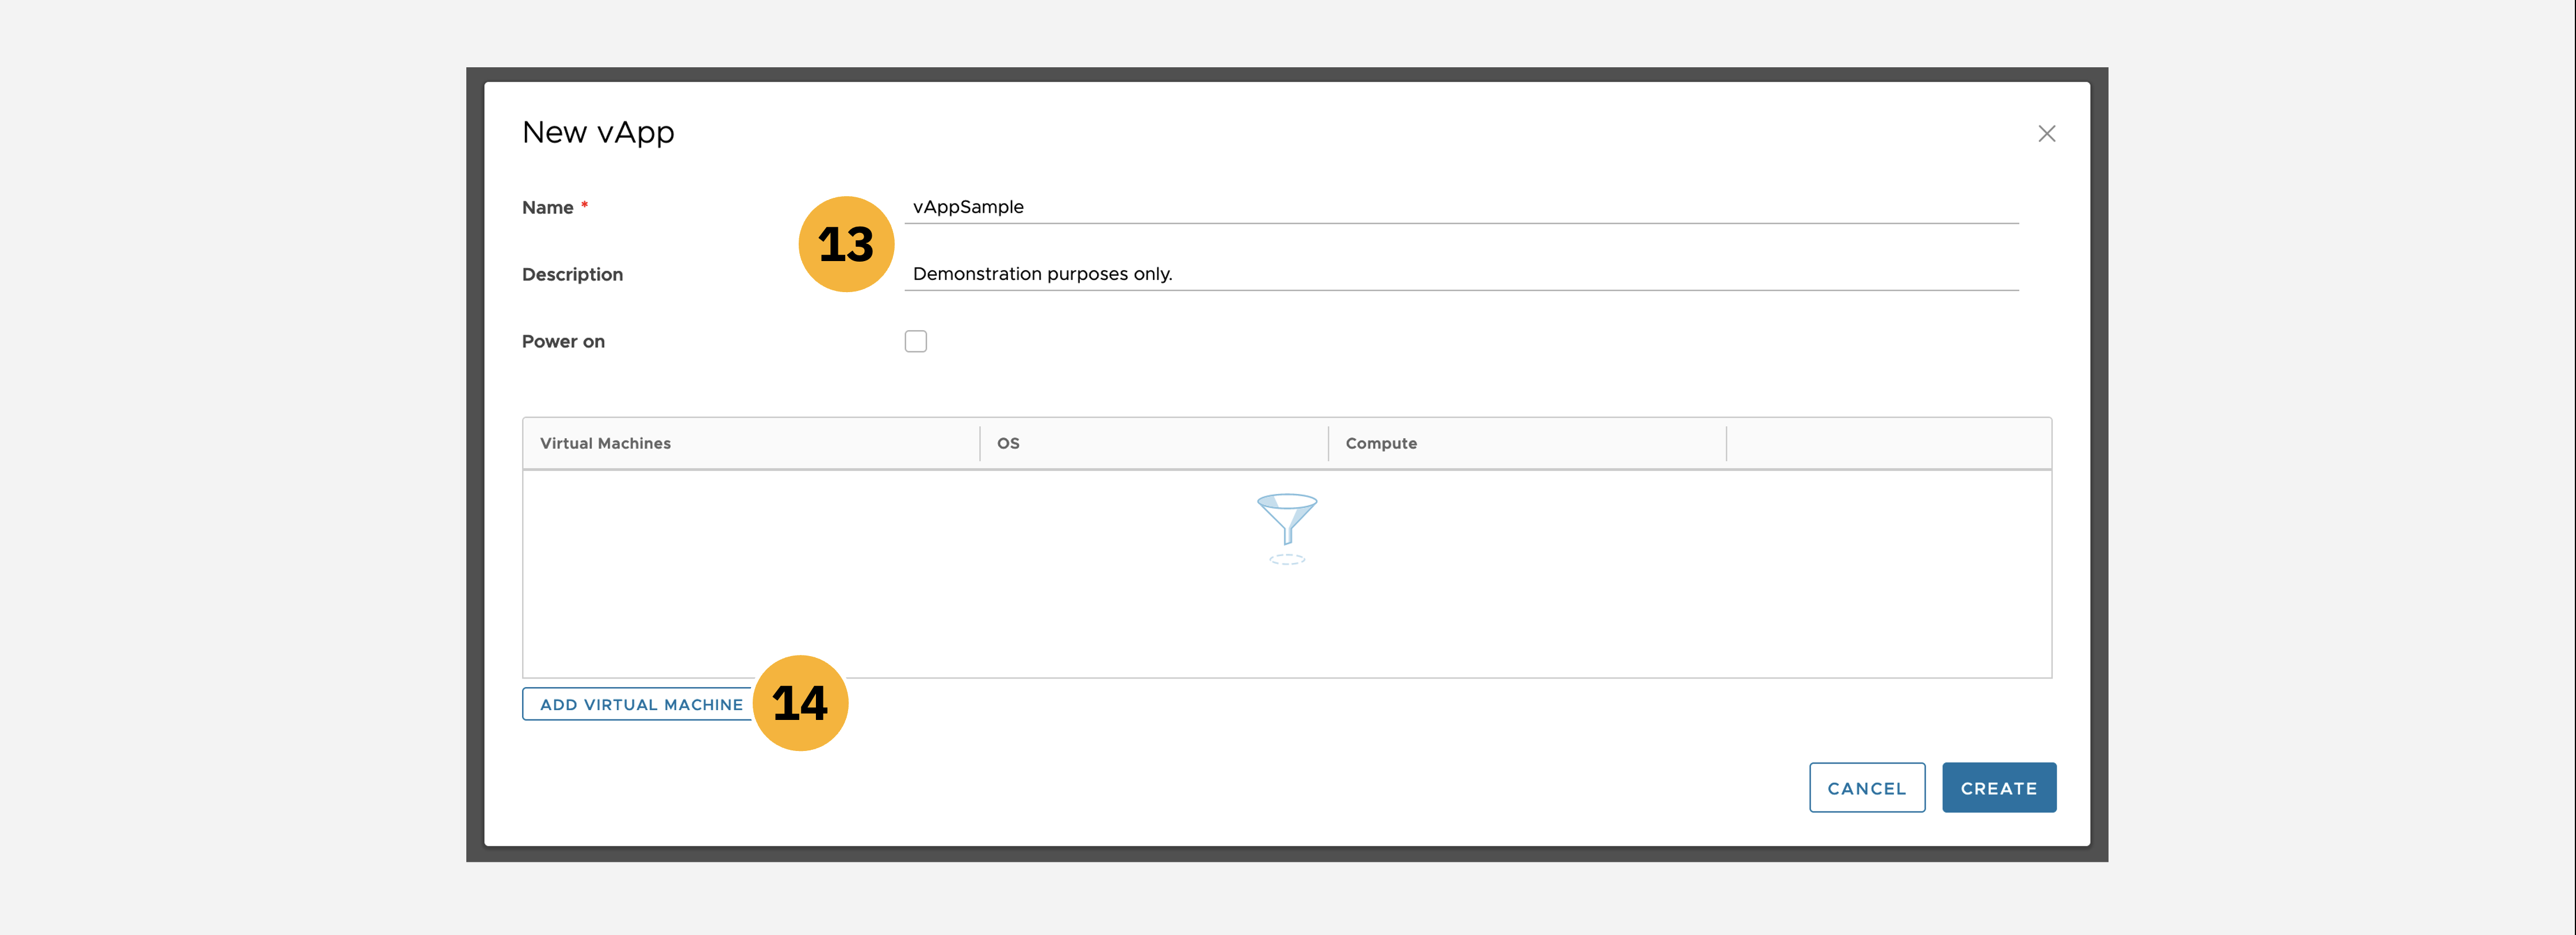 New vApp
Name *
vAppSample
13
Description
Demonstration purposes only.
Power on
Virtual Machines
OS
Compute
ADD VIRTUAL MACHINE
14
CANCEL
CREATE